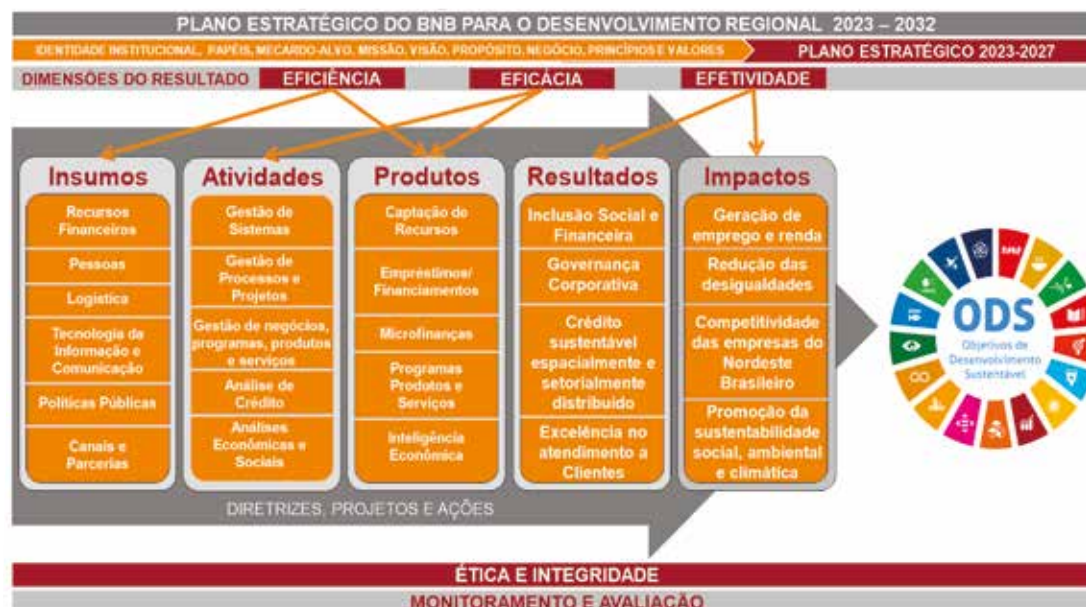 PLANO ESTRATÉGICO DO BNB PARA O DESENVOLVIMENTO REGIONAL 2023 – 2032
IDENTIDADE INSTITUCIONAL, PAPÉIS, MECARDO-ALVO, MISSÃO, VISÃO, PROPÓSITO, NEGÓCIO, PRINCÍPIOS E VALORES
PLANO ESTRATÉGICO 2023-2027
DIMENSÕES DO RESULTADO
EFICIÊNCIA
EFICÁCIA
EFETIVIDADE
Insumos
Recursos
Financeiros
Pessoas
Logística
Tecnologia da
Informação e
Comunicação
Políticas Públicas
Canais e
Parcerias
Atividades
Gestão de
Sistemas
Gestão de
Processos e
Projetos
Gestão de negócios,
programas, produtos
e serviços
Análise de
Crédito
Análises
Econômicas e
Sociais
Produtos
Captação de
Recursos
Empréstimos/
Financiamentos
Microfinanças
Programas
Produtos e
Serviços
Inteligência
Econômica
Resultados
Inclusão Social e
Financeira
Governança
Corporativa
Crédito
sustentável
espacialmente e
setorialmente
distribuído
Excelência no
atendimento a
Clientes
Impactos
Geração de
emprego e renda
Redução das
desigualdades
Competitividade
das empresas do
Nordeste
Brasileiro
Promoção da
sustentabilidade
social, ambiental
e climática
ODS
Objetivos de
Desenvolvimento
Sustentável
DIRETRIZES, PROJETOS E AÇÕES
ÉTICA E INTEGRIDADE
MONITORAMENTO E AVALIAÇÃO